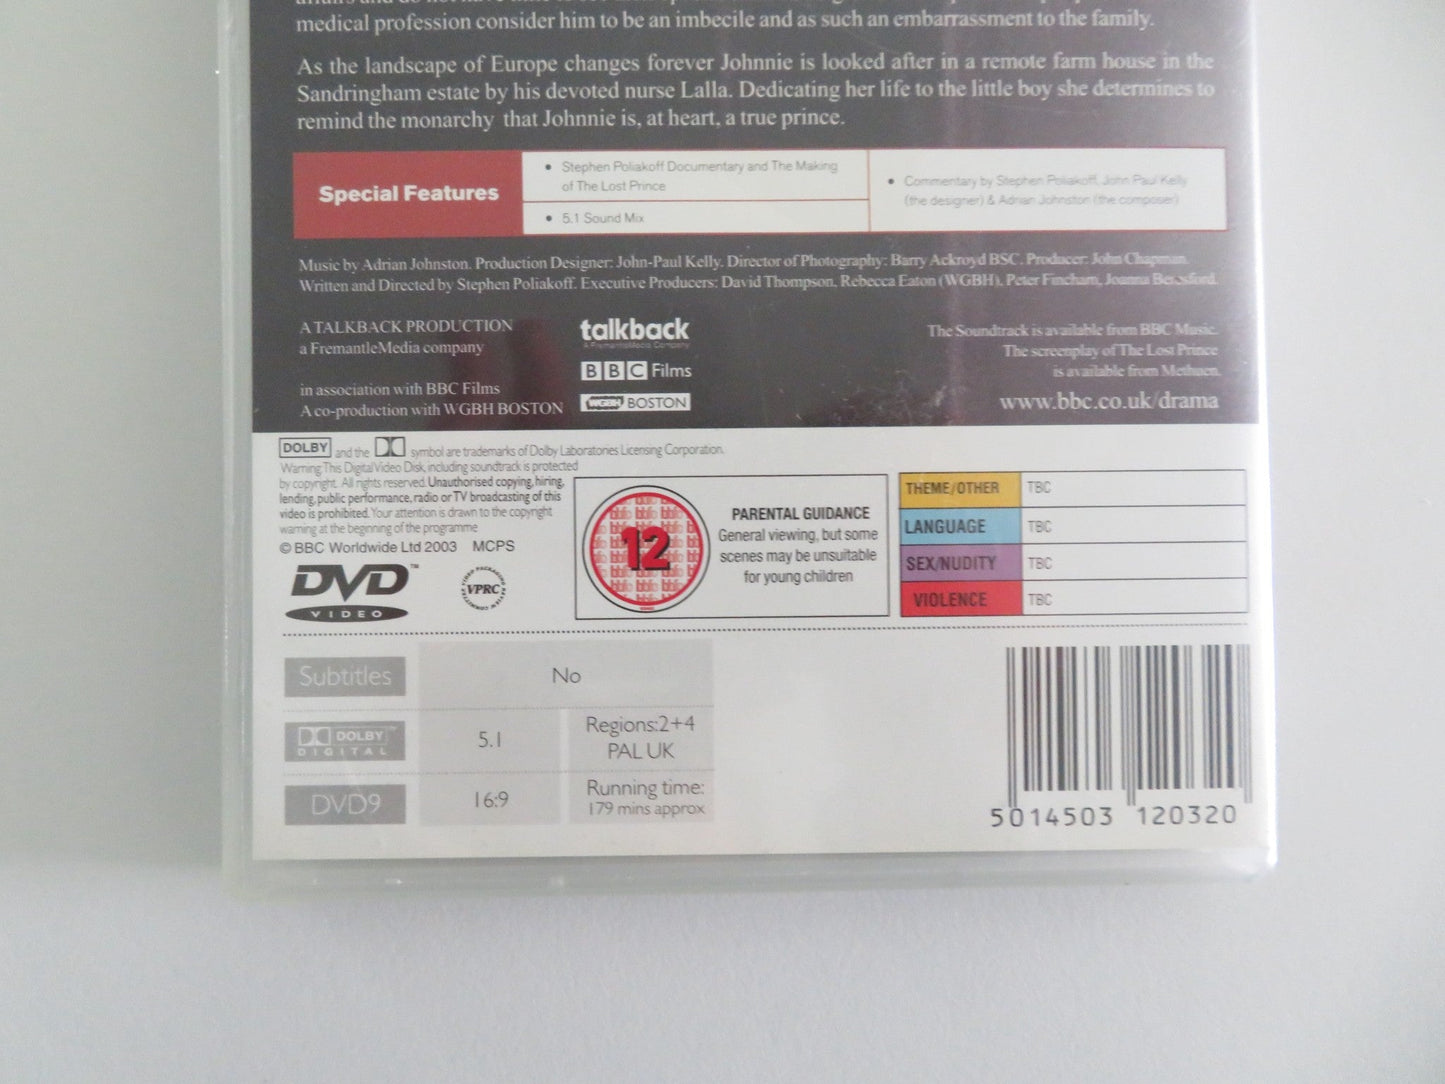 medical profession consider him to be an imbecile and as such an embarrassment to the family.
As the landscape of Europe changes forever Johnnie is looked after in a remote farm house in the
Sandringham estate by his devoted nurse Lalla. Dedicating her life to the little boy she determines to
remind the monarchy that Johnnie is, at heart, a true prince.
Special Features
• Stephen Poliakoff Documentary and The Making
of The Lost Prince
• 5.1 Sound Mix
• Commentary by Stephen Poliakoff, John Paul Kelly
(the designer) & Adrian Johnston (the composer)
Music by Adrian Johnston. Production Designer: John-Paul Kelly. Director of Photography: Barry Ackroyd BSC. Producer: John Chapman.
Written and Directed by Stephen Poliakoff. Executive Producers: David Thompson, Rebecca Eaton (WGBH), Peter Fincham, Joanna Beresford.
A TALKBACK PRODUCTION
a FremantleMedia company
in association with BBC Films
A co-production with WGBH BOSTON
talkback
A FremantleMedia Company
BBC Films
WGBH BOSTON
The Soundtrack is available from BBC Music.
The screenplay of The Lost Prince
is available from Methuen.
www.bbc.co.uk/drama
DOLBY and the symbol are trademarks of Dolby Laboratories Licensing Corporation.
Warning: This Digital Video Disk, including soundtrack is protected
by copyright. All rights reserved. Unauthorised copying, hiring,
lending, public performance, radio or TV broadcasting of this
video is prohibited. Your attention is drawn to the copyright
warning at the beginning of the programme
© BBC Worldwide Ltd 2003 MCPS
DVD™
VIDEO
VIDEO PACKAGING REVIEW COMMITTEE
VPRC
12
PARENTAL GUIDANCE
General viewing, but some
scenes may be unsuitable
for young children
THEME/OTHER TBC
LANGUAGE TBC
SEX/NUDITY TBC
VIOLENCE TBC
Subtitles No
DOLBY™
DIGITAL
5.1
Regions:2+4
PAL UK
DVD9
16:9
Running time:
179 mins approx
5014503 120320